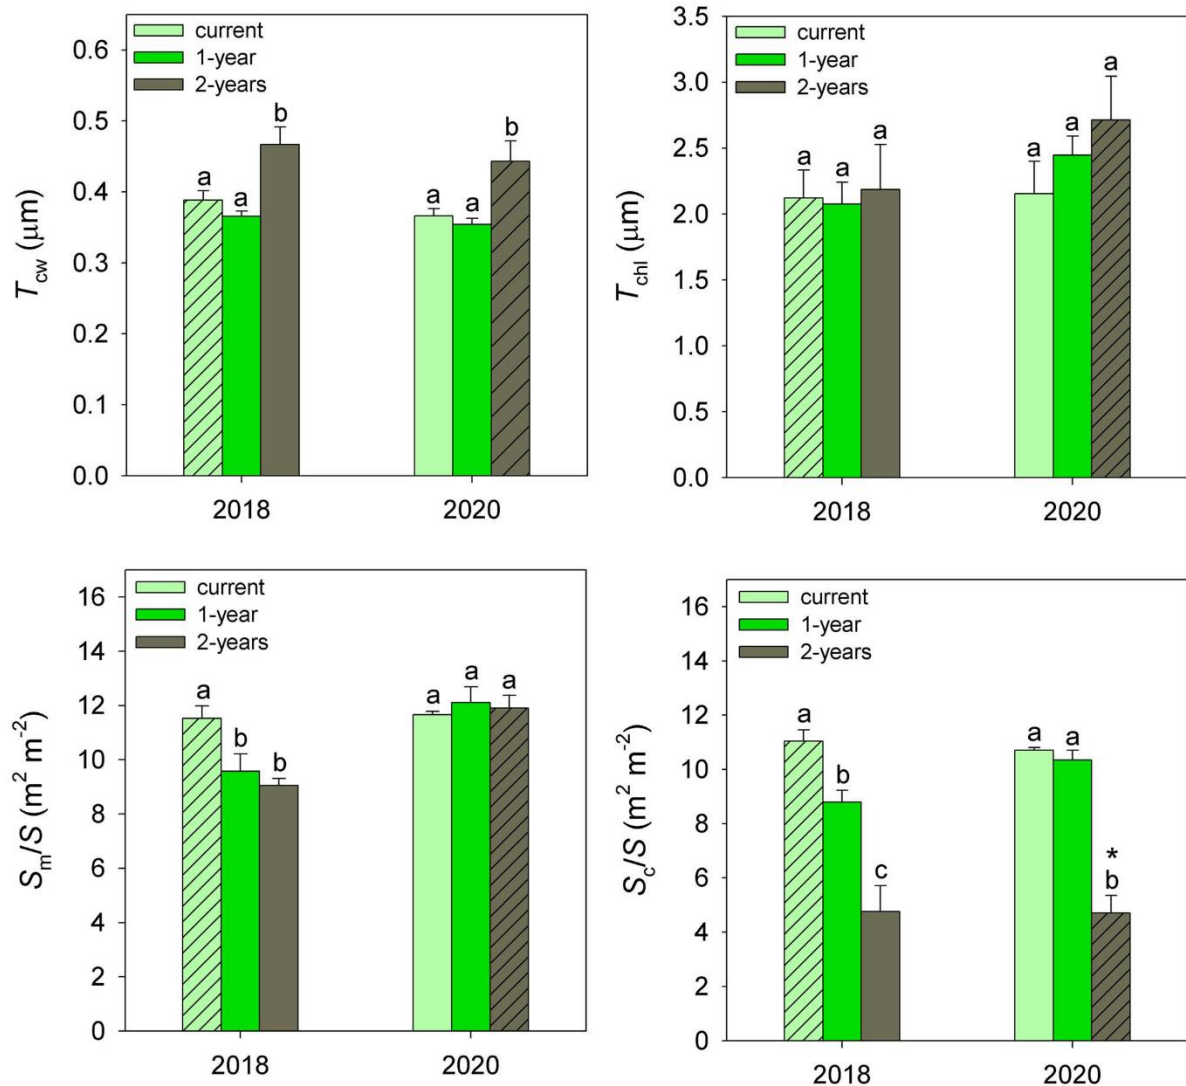 current
1-year
2-years
0.6
0.5
0.4
0.3
0.2
0.1
0.0
T_cw (μm)
a
a
b
a
a
b
2018
2020
current
1-year
2-years
3.5
3.0
2.5
2.0
1.5
1.0
0.5
0.0
T_chl (μm)
a
a
a
a
a
a
2018
2020
current
1-year
2-years
16
14
12
10
8
6
4
2
0
S_m/S (m² m⁻²)
a
b
b
a
a
a
2018
2020
current
1-year
2-years
16
14
12
10
8
6
4
2
0
S_c/S (m² m⁻²)
a
b
c
a
a
*
b
2018
2020